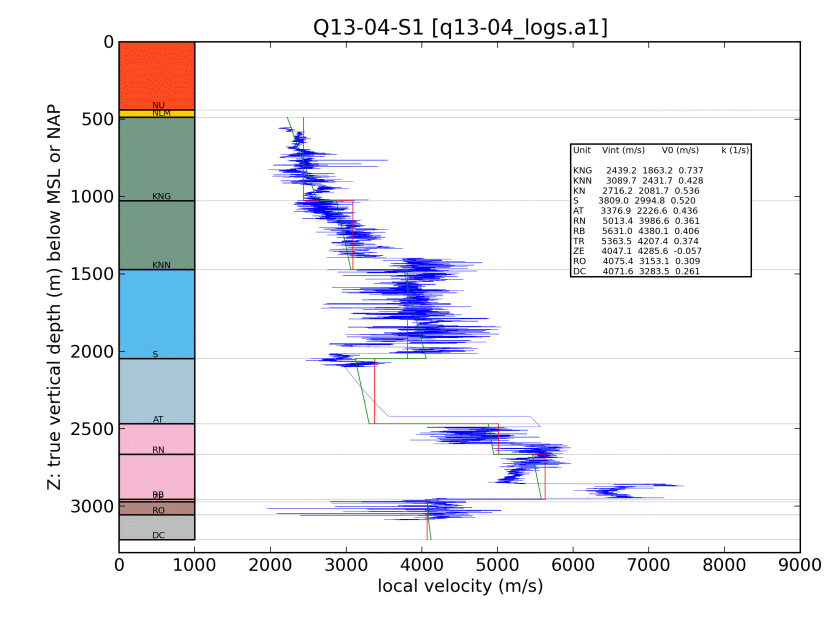 Q13-04-S1 [q13-04_logs.a1]
Z: true vertical depth (m) below MSL or NAP
0
500
1000
1500
2000
2500
3000
NU
NLM
KNG
KNN
S
AT
RN
RB
RO
DC
Unit Vint (m/s) V0 (m/s) k (1/s)
KNG 2439.2 1863.2 0.737
KNN 3089.7 2431.7 0.428
KN 2716.2 2081.7 0.536
S 3809.0 2994.8 0.520
AT 3376.9 2226.6 0.436
RN 5013.4 3986.6 0.361
RB 5631.0 4380.1 0.406
TR 5363.5 4207.4 0.374
ZE 4047.1 4285.6 -0.057
RO 4075.4 3153.1 0.309
DC 4071.6 3283.5 0.261
0 1000 2000 3000 4000 5000 6000 7000 8000 9000
local velocity (m/s)